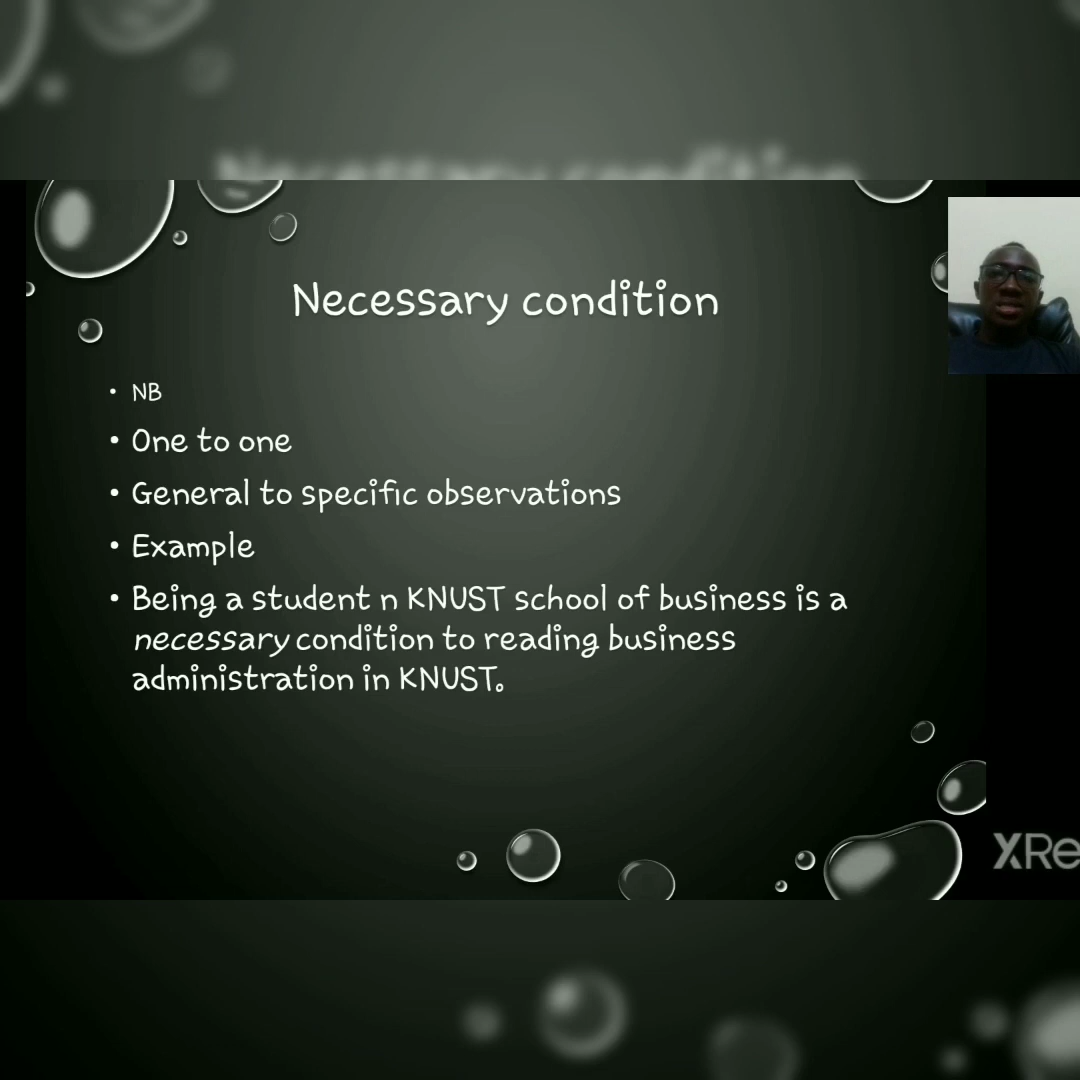 Necessary condition
NB
One to one
General to specific observations
Example
Being a student n KNUST school of business is a
necessary condition to reading business
administration in KNUST.
XRe